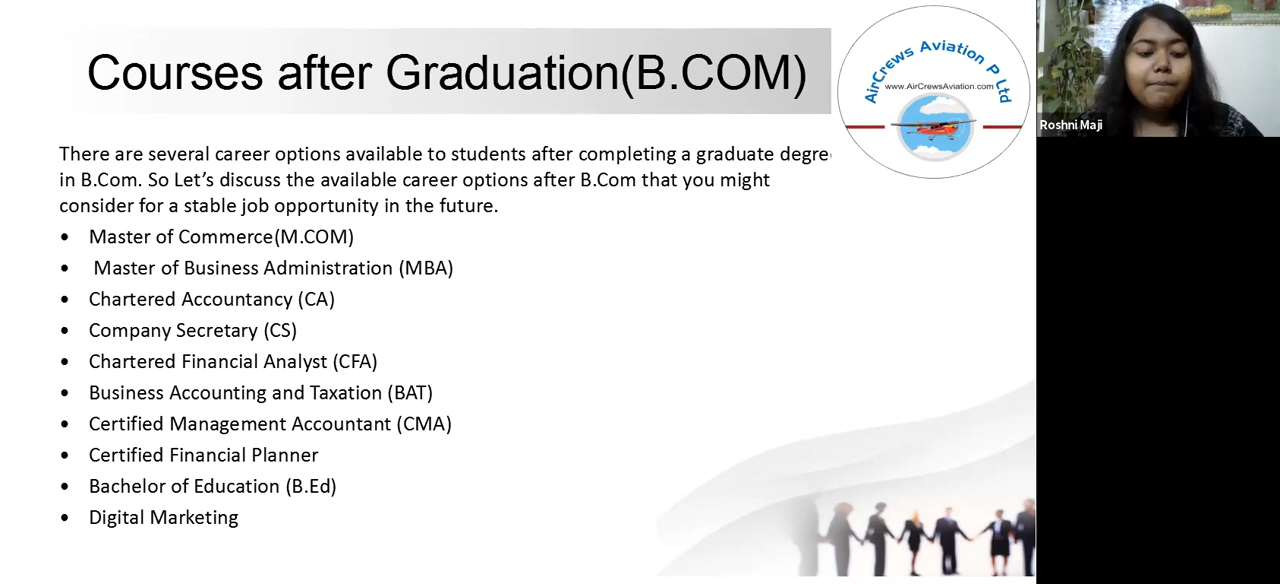 Courses after Graduation(B.COM)
AirCrews Aviation P Ltd
www.AirCrewsAviation.com
Roshni Maji
There are several career options available to students after completing a graduate degre
in B.Com. So Let’s discuss the available career options after B.Com that you might
consider for a stable job opportunity in the future.
• Master of Commerce(M.COM)
• Master of Business Administration (MBA)
• Chartered Accountancy (CA)
• Company Secretary (CS)
• Chartered Financial Analyst (CFA)
• Business Accounting and Taxation (BAT)
• Certified Management Accountant (CMA)
• Certified Financial Planner
• Bachelor of Education (B.Ed)
• Digital Marketing